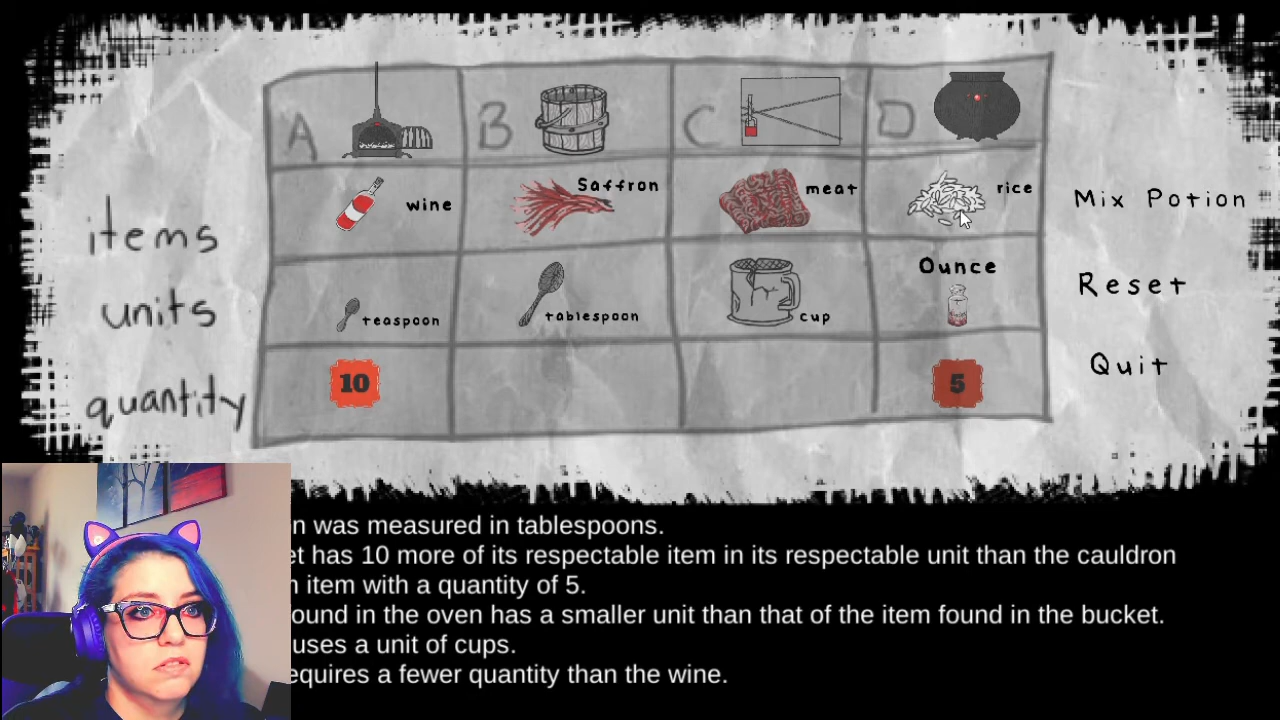 A B C D
wine Saffron meat rice
items
Mix Potion
Ounce
units
teaspoon tablespoon cup
Reset
quantity
10 5
Quit
n was measured in tablespoons.
et has 10 more of its respectable item in its respectable unit than the cauldron
item with a quantity of 5.
ound in the oven has a smaller unit than that of the item found in the bucket.
uses a unit of cups.
equires a fewer quantity than the wine.